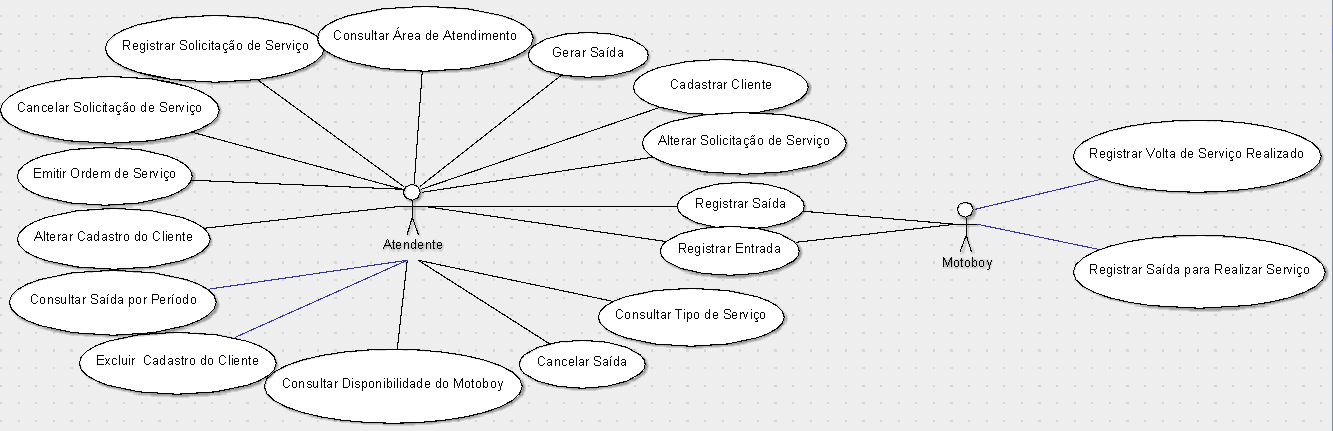 Consultar Área de Atendimento
Registrar Solicitação de Serviço
Gerar Saída
Cadastrar Cliente
Cancelar Solicitação de Serviço
Alterar Solicitação de Serviço
Registrar Volta de Serviço Realizado
Emitir Ordem de Serviço
Registrar Saída
Alterar Cadastro do Cliente
Atendente
Registrar Entrada
Motoboy
Registrar Saída para Realizar Serviço
Consultar Saída por Período
Consultar Tipo de Serviço
Excluir  Cadastro do Cliente
Cancelar Saída
Consultar Disponibilidade do Motoboy